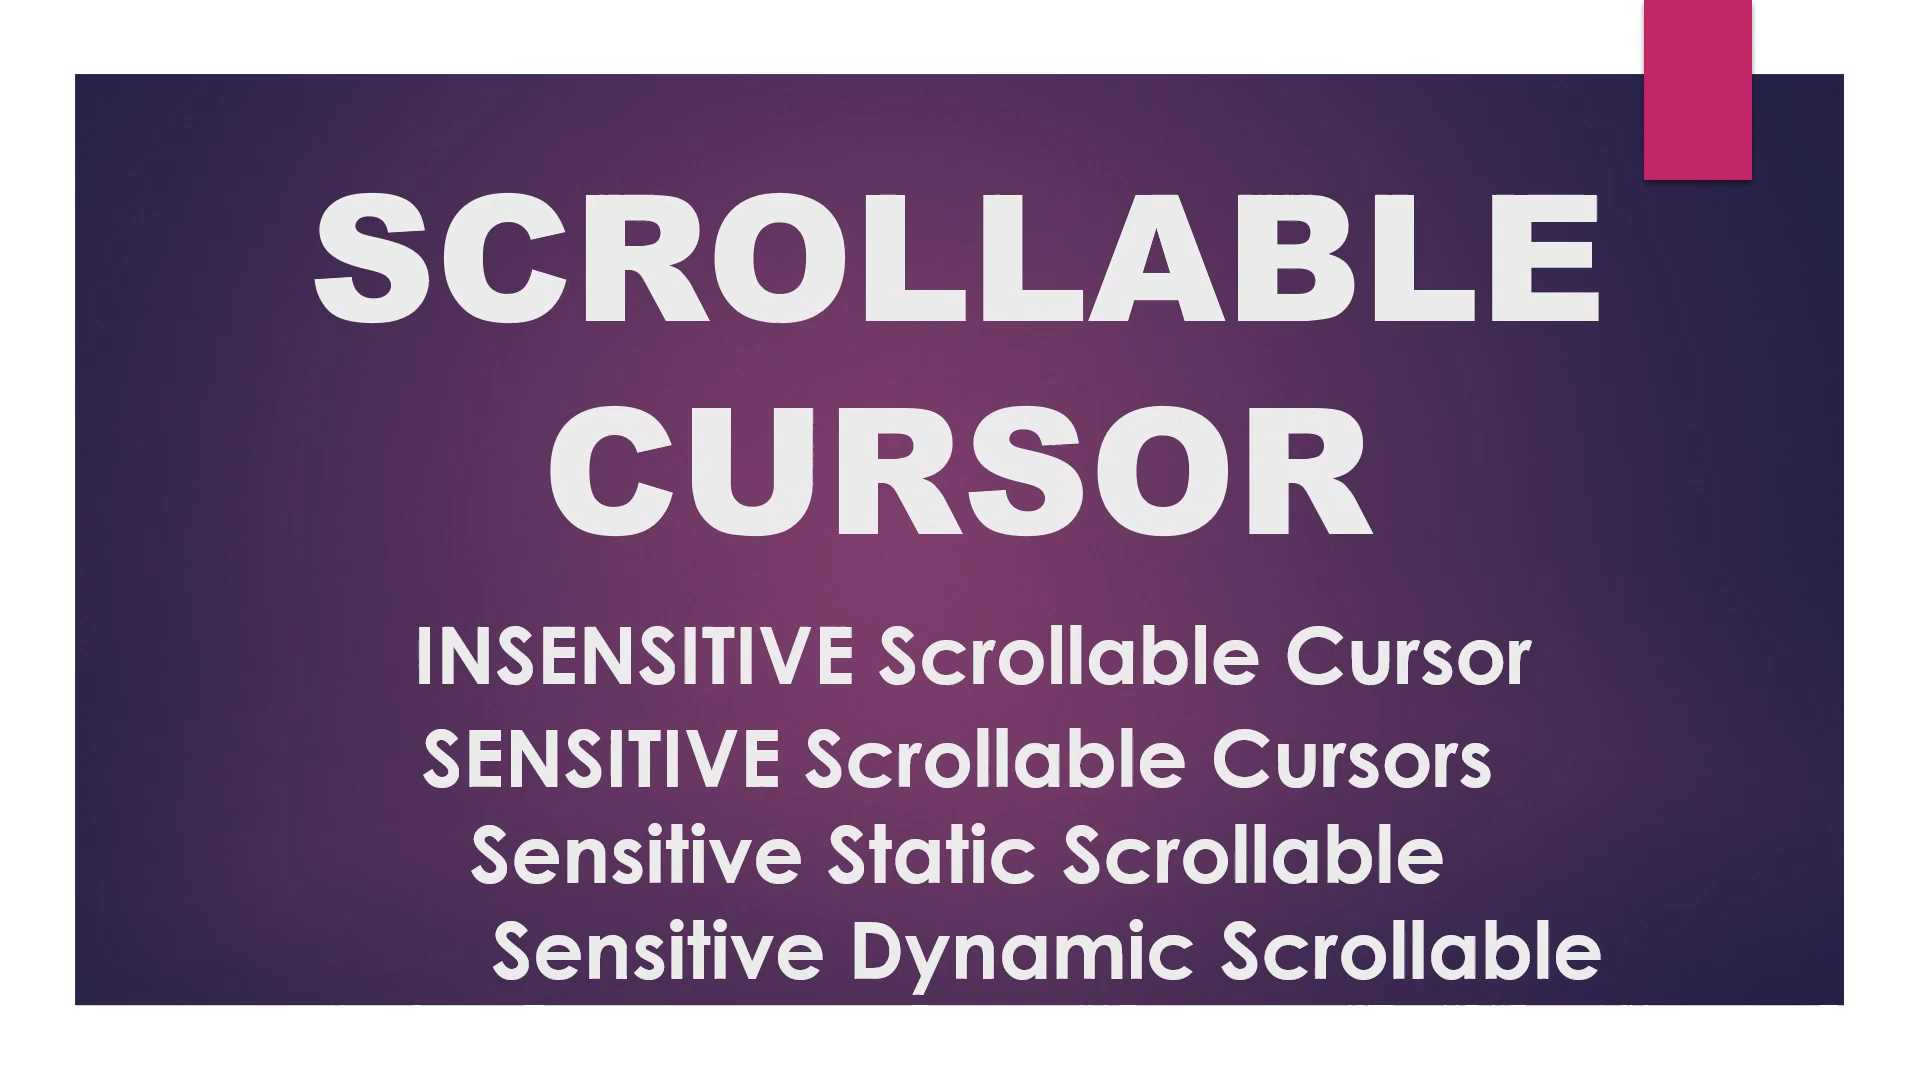 SCROLLABLE
CURSOR
INSENSITIVE Scrollable Cursor
SENSITIVE Scrollable Cursors
Sensitive Static Scrollable
Sensitive Dynamic Scrollable